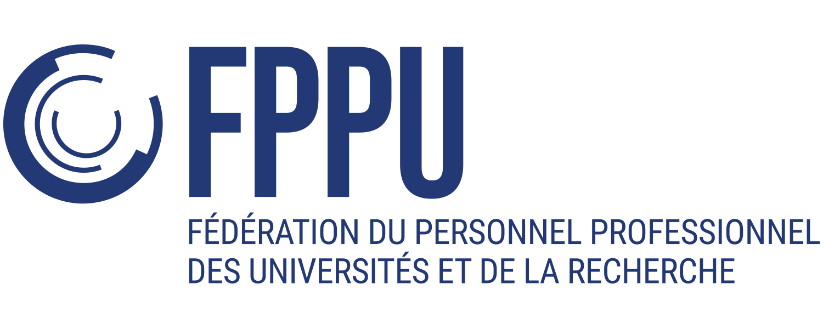 FPPU
FÉDÉRATION DU PERSONNEL PROFESSIONNEL
DES UNIVERSITÉS ET DE LA RECHERCHE